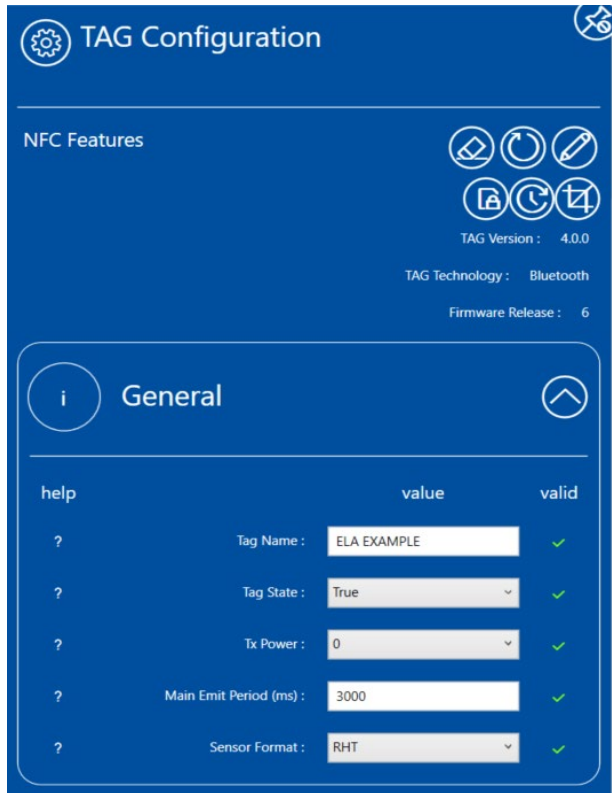 TAG Configuration
NFC Features
TAG Version : 4.0.0
TAG Technology : Bluetooth
Firmware Release : 6
i General
help value valid
? Tag Name : ELA EXAMPLE
? Tag State : True
? Tx Power : 0
? Main Emit Period (ms) : 3000
? Sensor Format : RHT